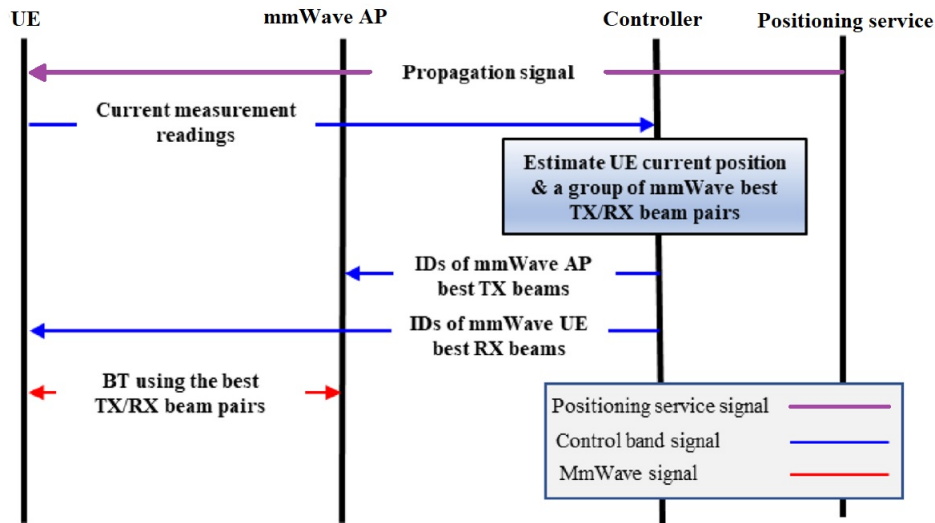 UE
mmWave AP
Controller
Positioning service
Propagation signal
Current measurement
readings
Estimate UE current position
& a group of mmWave best
TX/RX beam pairs
IDs of mmWave AP
best TX beams
IDs of mmWave UE
best RX beams
BT using the best
TX/RX beam pairs
Positioning service signal
Control band signal
MmWave signal